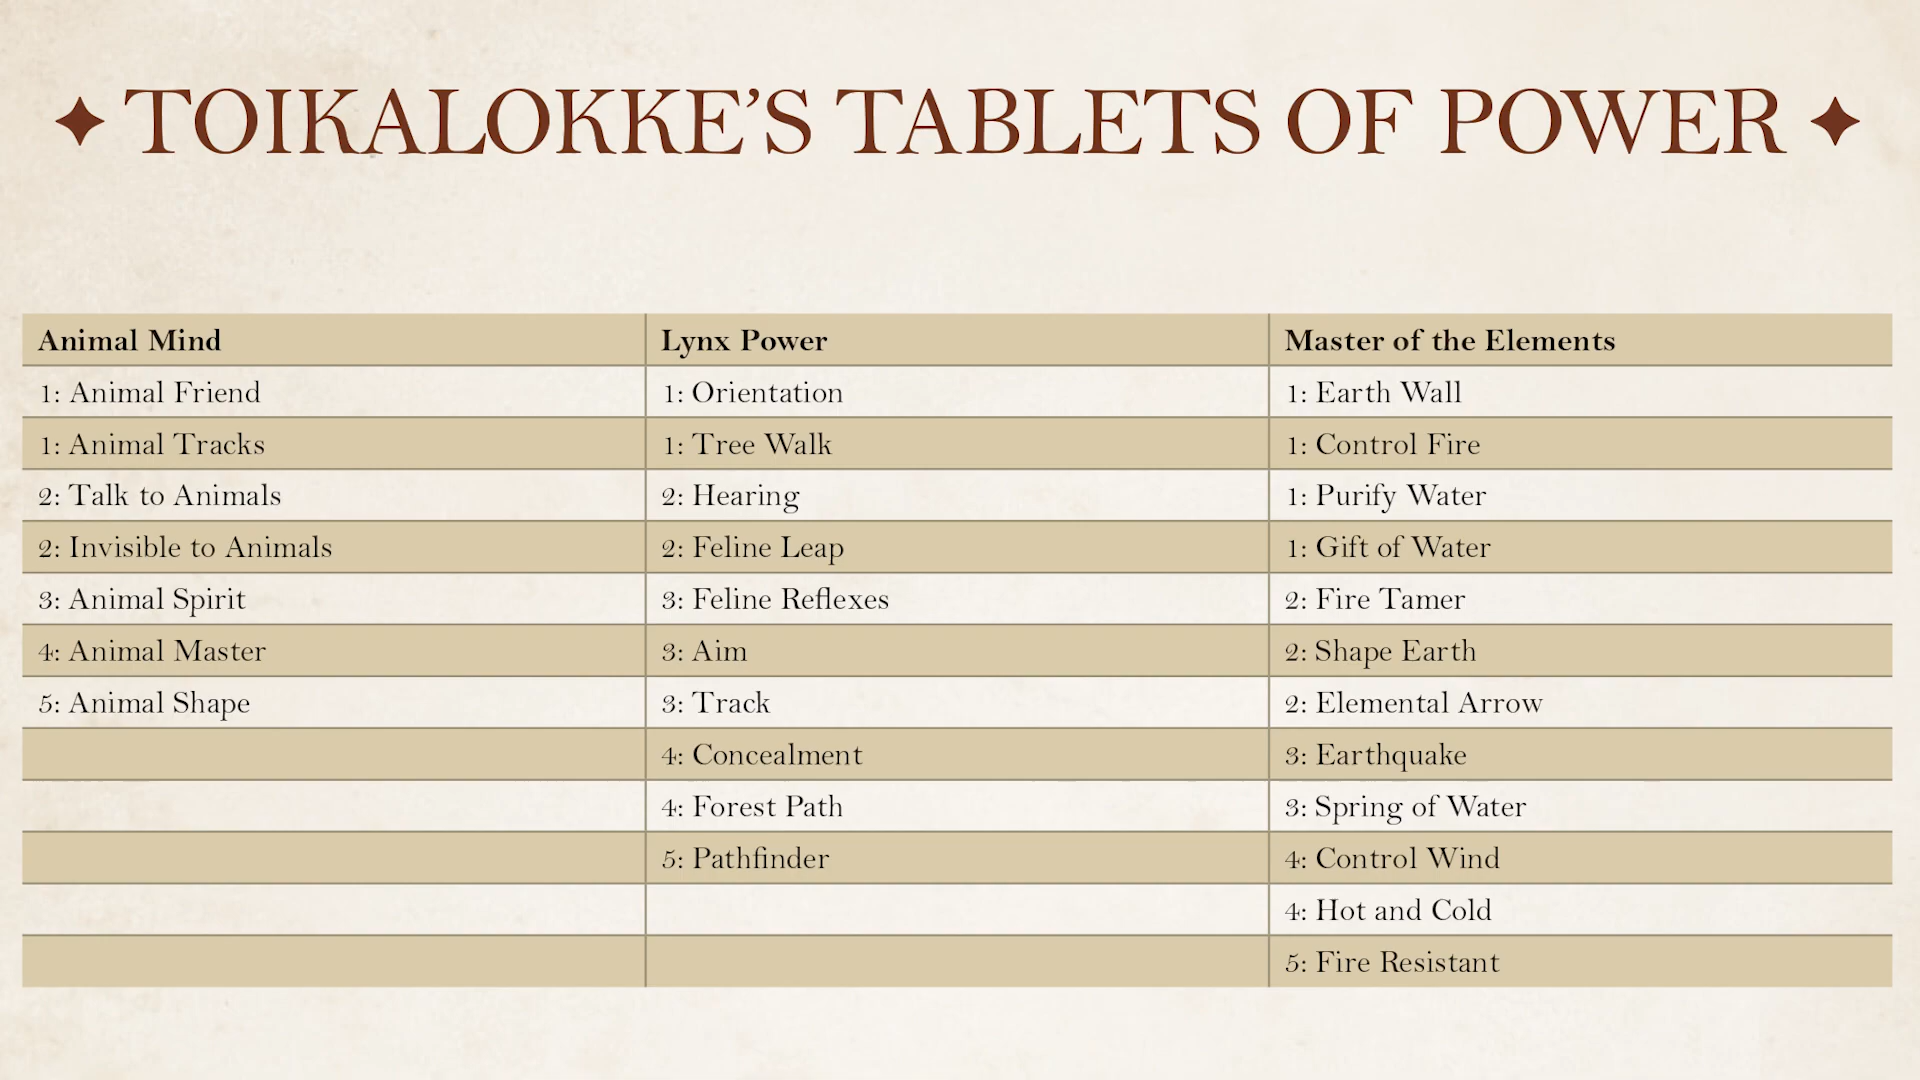 ✦ TOIKALOKKE’S TABLETS OF POWER ✦
Animal Mind | Lynx Power | Master of the Elements
1: Animal Friend | 1: Orientation | 1: Earth Wall
1: Animal Tracks | 1: Tree Walk | 1: Control Fire
2: Talk to Animals | 2: Hearing | 1: Purify Water
2: Invisible to Animals | 2: Feline Leap | 1: Gift of Water
3: Animal Spirit | 3: Feline Reflexes | 2: Fire Tamer
4: Animal Master | 3: Aim | 2: Shape Earth
5: Animal Shape | 3: Track | 2: Elemental Arrow
4: Concealment | 3: Earthquake
4: Forest Path | 3: Spring of Water
5: Pathfinder | 4: Control Wind
4: Hot and Cold
5: Fire Resistant